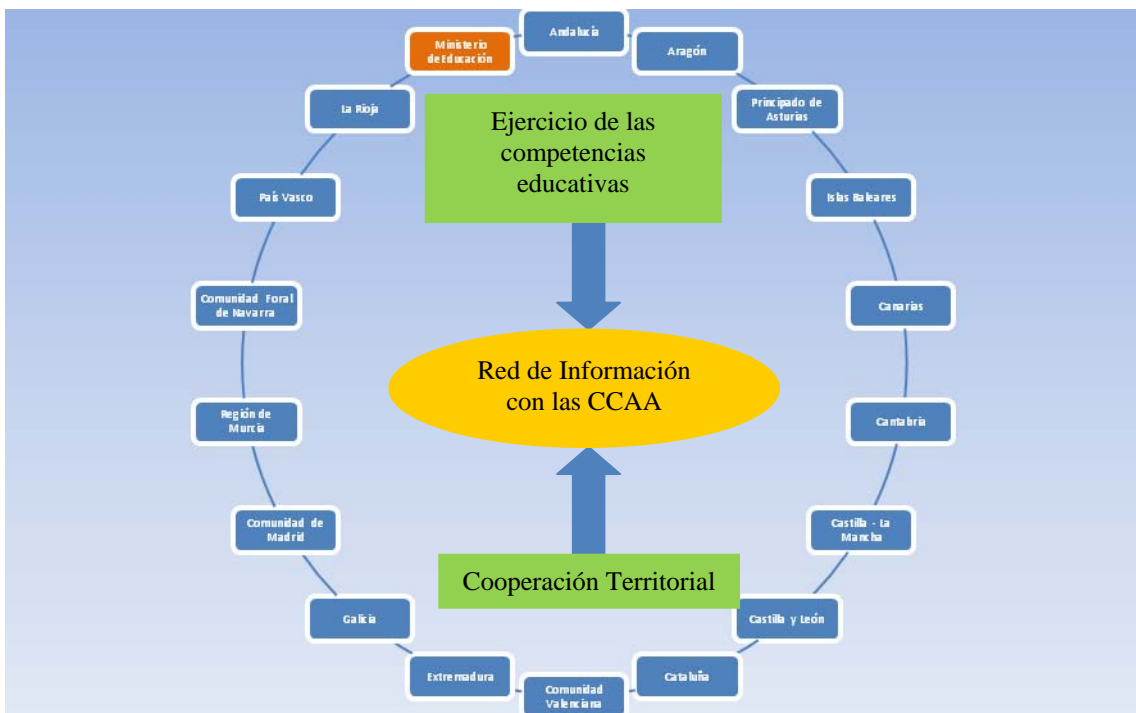 Andalucía
Ministerio
de Educación
Aragón
La Rioja
Principado de
Asturias
Ejercicio de las
competencias
educativas
País Vasco
Islas Baleares
Comunidad Foral
de Navarra
Canarias
Red de Información
con las CCAA
Región de
Murcia
Cantabria
Comunidad de
Madrid
Castilla - La
Mancha
Cooperación Territorial
Galicia
Castilla y León
Extremadura
Cataluña
Comunidad
Valenciana